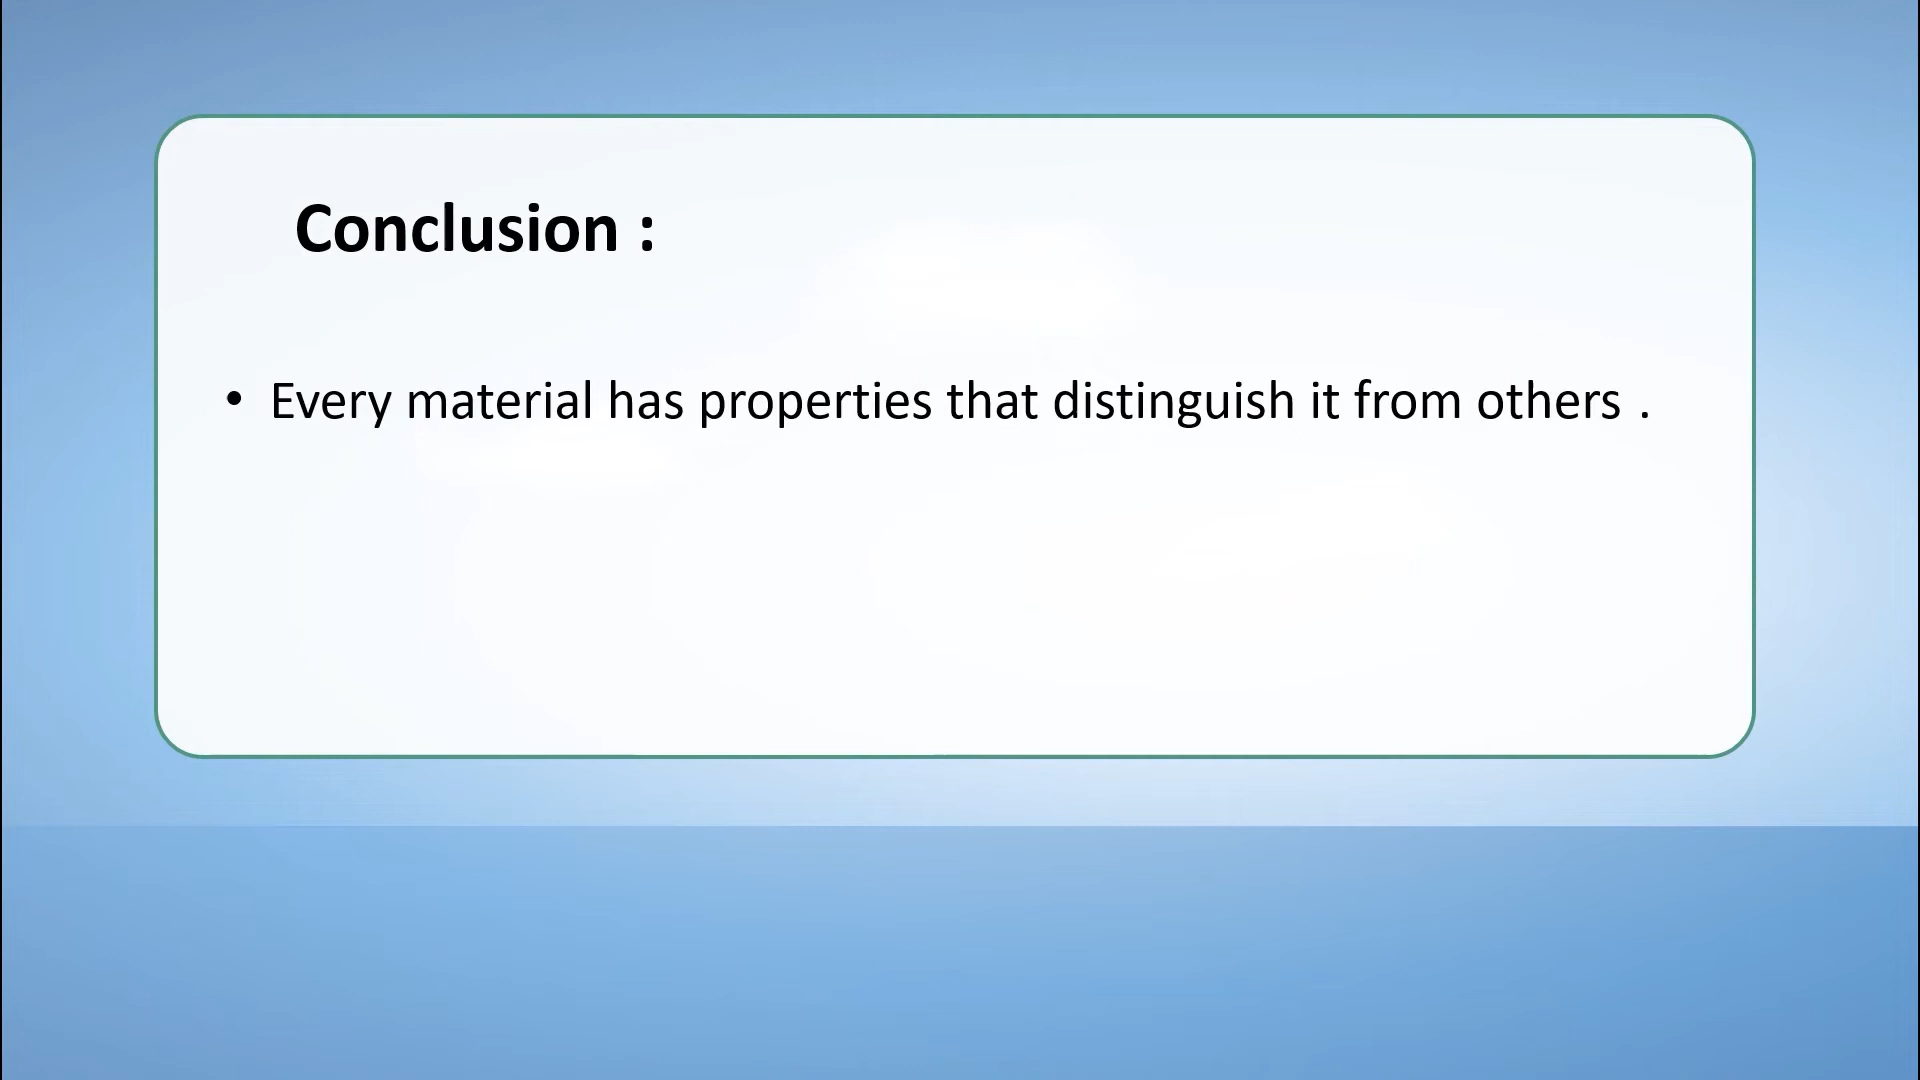 Conclusion :
• Every material has properties that distinguish it from others .